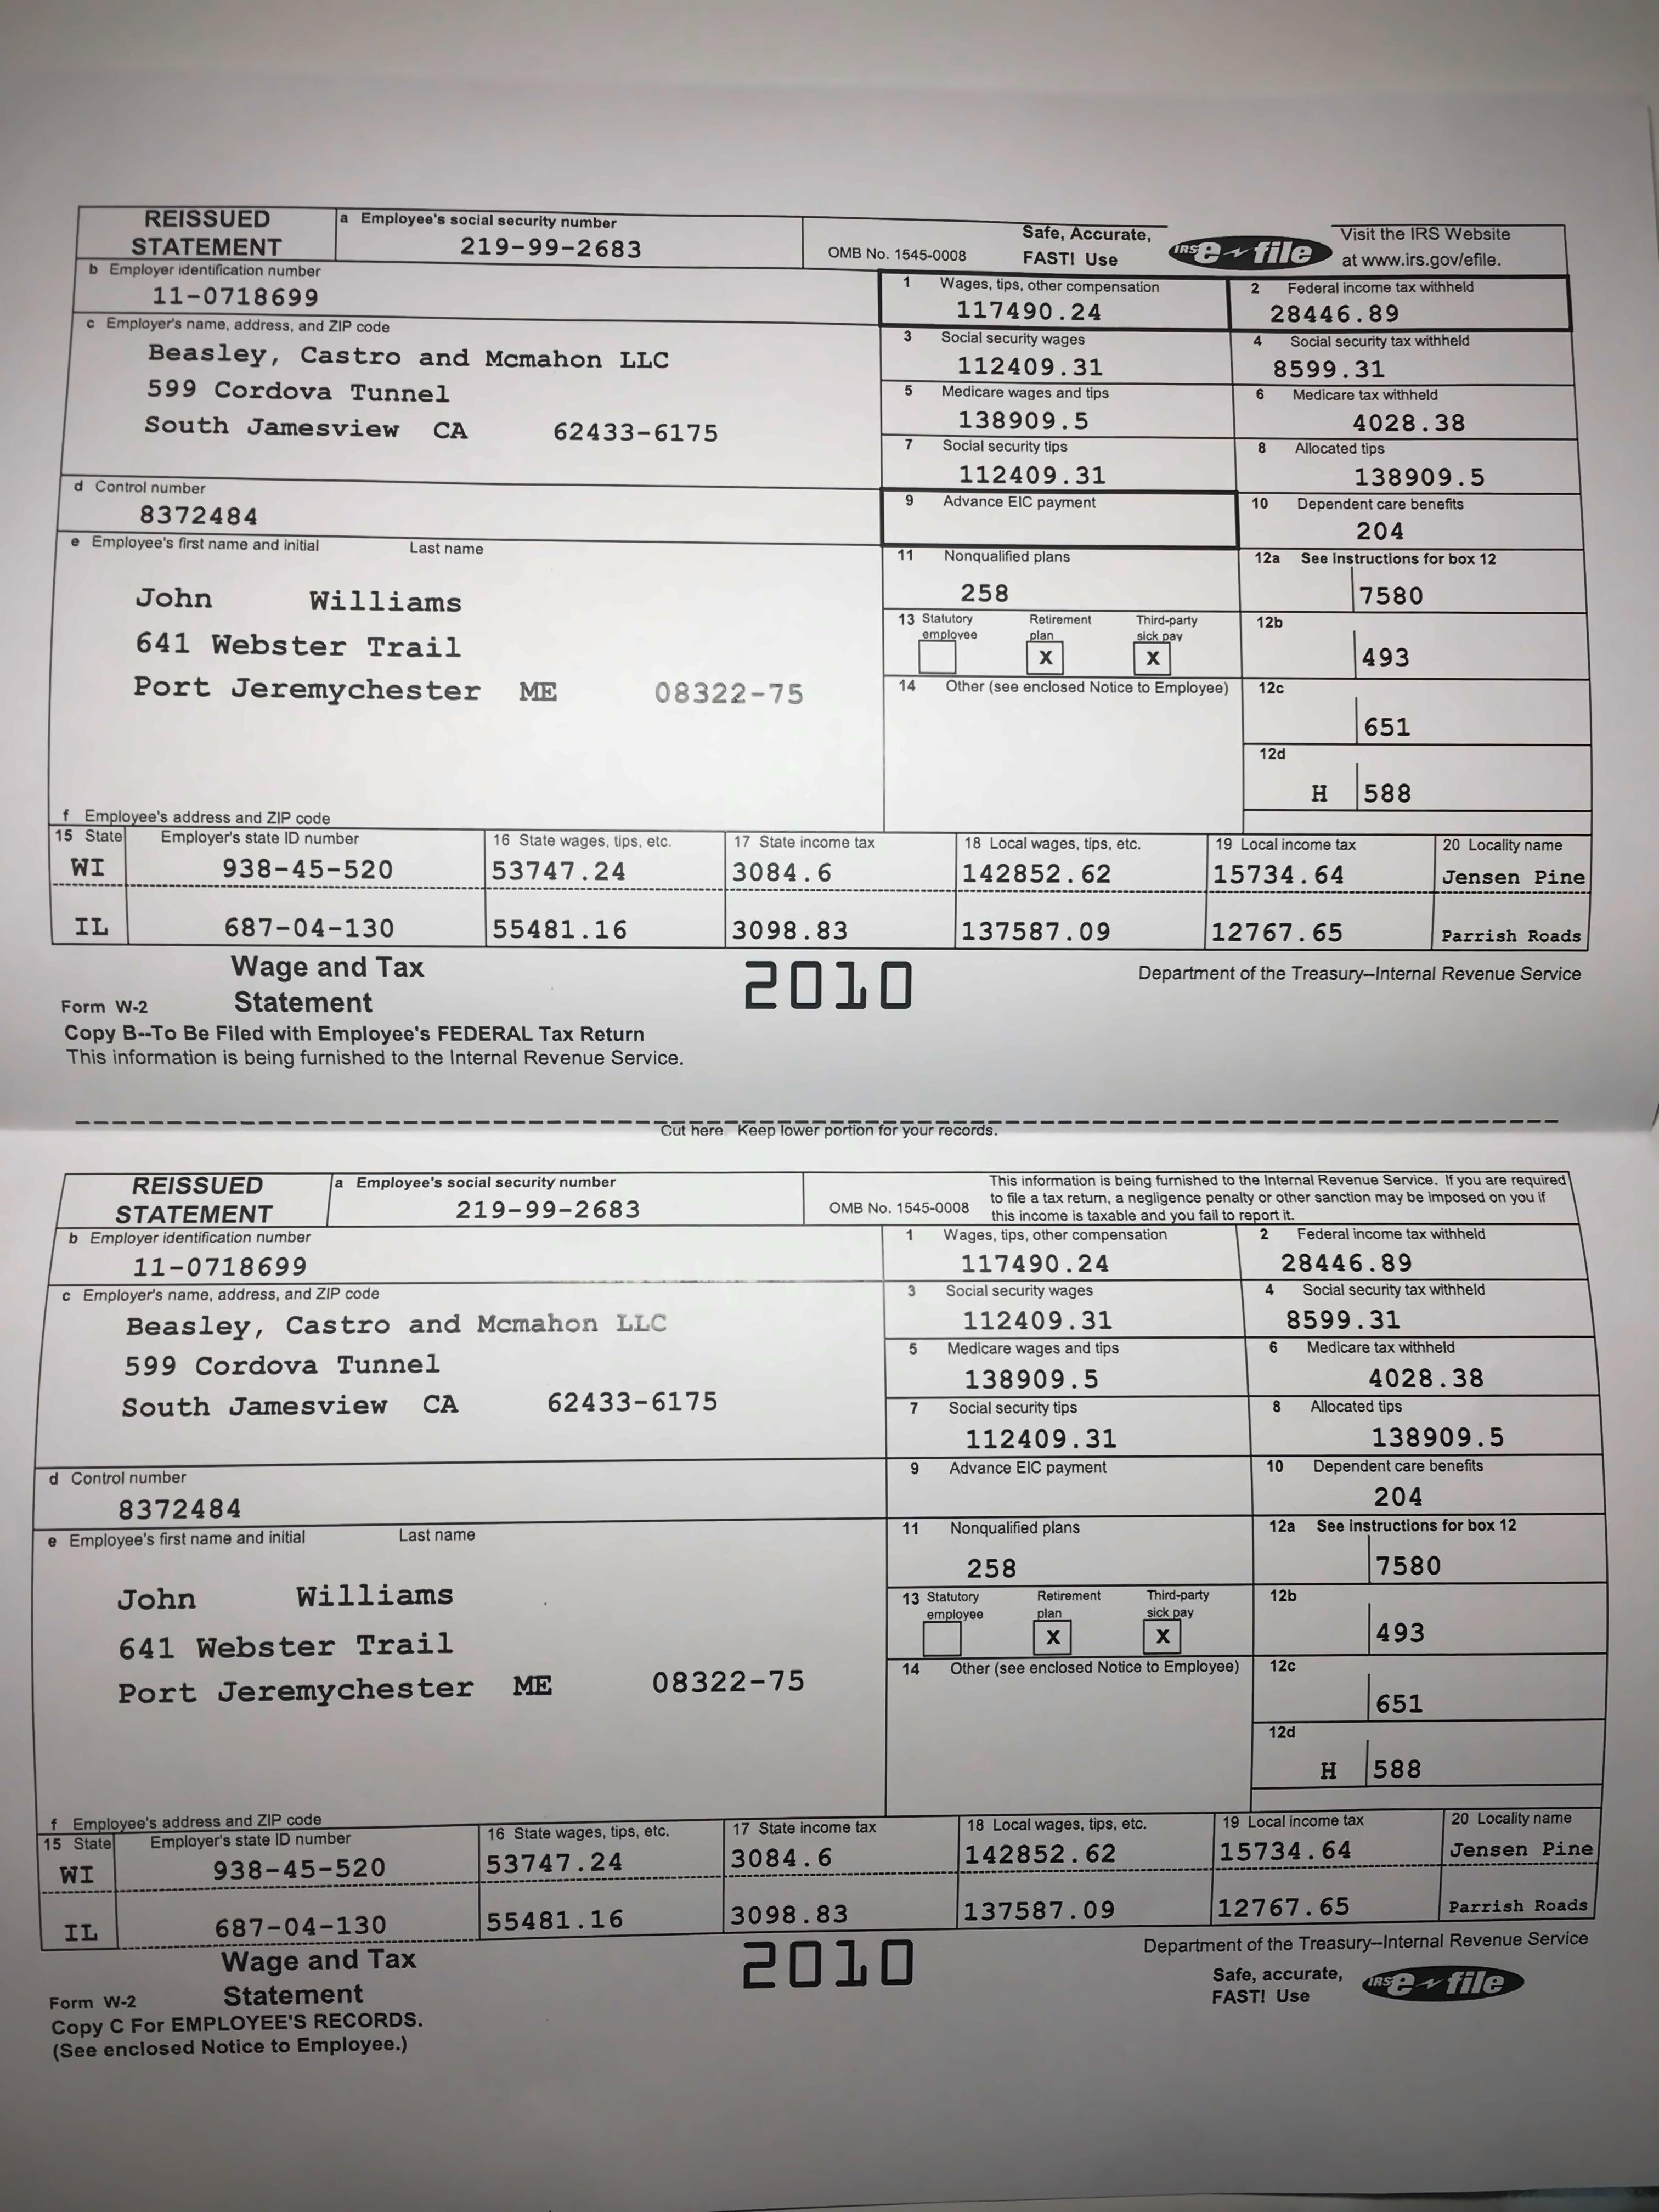 REISSUED STATEMENT
a Employee's social security number
219-99-2683
OMB No. 1545-0008
Safe, Accurate, FAST! Use
IRS e-file
Visit the IRS Website at www.irs.gov/efile.
b Employer identification number
11-0718699
1 Wages, tips, other compensation
117490.24
2 Federal income tax withheld
28446.89
c Employer's name, address, and ZIP code
Beasley, Castro and Mcmahon LLC
599 Cordova Tunnel
South Jamesview CA 62433-6175
3 Social security wages
112409.31
4 Social security tax withheld
8599.31
5 Medicare wages and tips
138909.5
6 Medicare tax withheld
4028.38
7 Social security tips
112409.31
8 Allocated tips
138909.5
d Control number
8372484
9 Advance EIC payment
10 Dependent care benefits
204
e Employee's first name and initial Last name
John Williams
641 Webster Trail
Port Jeremychester ME 08322-75
11 Nonqualified plans
258
12a See instructions for box 12
7580
13 Statutory employee Retirement plan Third-party sick pay
X X
12b
493
14 Other (see enclosed Notice to Employee)
12c
651
12d
H 588
f Employee's address and ZIP code
15 State Employer's state ID number 16 State wages, tips, etc. 17 State income tax 18 Local wages, tips, etc. 19 Local income tax 20 Locality name
WI 938-45-520 53747.24 3084.6 142852.62 15734.64 Jensen Pine
IL 687-04-130 55481.16 3098.83 137587.09 12767.65 Parrish Roads
Form W-2 Wage and Tax Statement
2010
Department of the Treasury--Internal Revenue Service
Copy B--To Be Filed with Employee's FEDERAL Tax Return
This information is being furnished to the Internal Revenue Service.
Cut here. Keep lower portion for your records.
REISSUED STATEMENT
a Employee's social security number
219-99-2683
OMB No. 1545-0008
This information is being furnished to the Internal Revenue Service. If you are required
to file a tax return, a negligence penalty or other sanction may be imposed on you if
this income is taxable and you fail to report it.
b Employer identification number
11-0718699
1 Wages, tips, other compensation
117490.24
2 Federal income tax withheld
28446.89
c Employer's name, address, and ZIP code
Beasley, Castro and Mcmahon LLC
599 Cordova Tunnel
South Jamesview CA 62433-6175
3 Social security wages
112409.31
4 Social security tax withheld
8599.31
5 Medicare wages and tips
138909.5
6 Medicare tax withheld
4028.38
7 Social security tips
112409.31
8 Allocated tips
138909.5
d Control number
8372484
9 Advance EIC payment
10 Dependent care benefits
204
e Employee's first name and initial Last name
John Williams
641 Webster Trail
Port Jeremychester ME 08322-75
11 Nonqualified plans
258
12a See instructions for box 12
7580
13 Statutory employee Retirement plan Third-party sick pay
X X
12b
493
14 Other (see enclosed Notice to Employee)
12c
651
12d
H 588
f Employee's address and ZIP code
15 State Employer's state ID number 16 State wages, tips, etc. 17 State income tax 18 Local wages, tips, etc. 19 Local income tax 20 Locality name
WI 938-45-520 53747.24 3084.6 142852.62 15734.64 Jensen Pine
IL 687-04-130 55481.16 3098.83 137587.09 12767.65 Parrish Roads
Form W-2 Wage and Tax Statement
2010
Department of the Treasury--Internal Revenue Service
Safe, accurate, FAST! Use
IRS e-file
Copy C For EMPLOYEE'S RECORDS.
(See enclosed Notice to Employee.)